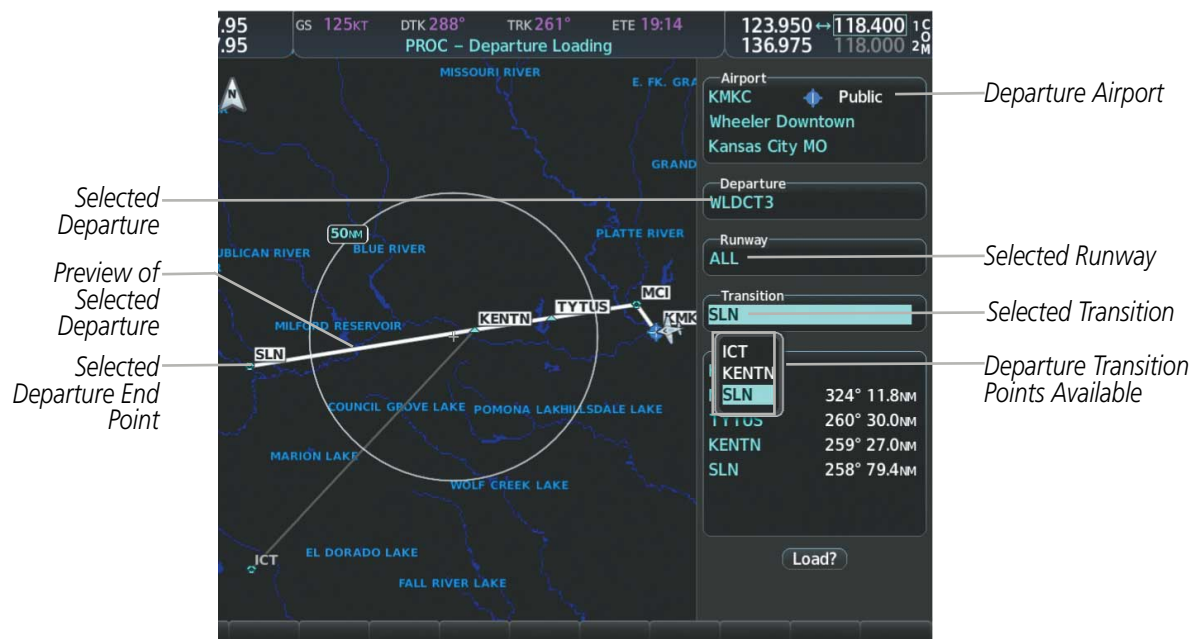 .95
.95
GS 125KT DTK 288° TRK 261° ETE 19:14
PROC – Departure Loading
123.950 ↔ 118.400 1
136.975 118.000 2
COM
N
MISSOURI RIVER
E. FK. GRA
GRAND
50NM
UBLICAN RIVER
BLUE RIVER
PLATTE RIVER
MCI
TYTUS
KENTN
KMK
MILFORD RESERVOIR
SLN
COUNCIL GROVE LAKE
POMONA LAK
HILLSDALE LAKE
MARION LAKE
WOLF CREEK LAKE
ICT
EL DORADO LAKE
FALL RIVER LAKE
Airport
KMKC Public
Wheeler Downtown
Kansas City MO
Departure
WLDCT3
Runway
ALL
Transition
SLN
ICT
KENTN
SLN
324° 11.8NM
TYTUS 260° 30.0NM
KENTN 259° 27.0NM
SLN 258° 79.4NM
Load?
Selected
Departure
Preview of
Selected
Departure
Selected
Departure End
Point
Departure Airport
Selected Runway
Selected Transition
Departure Transition
Points Available